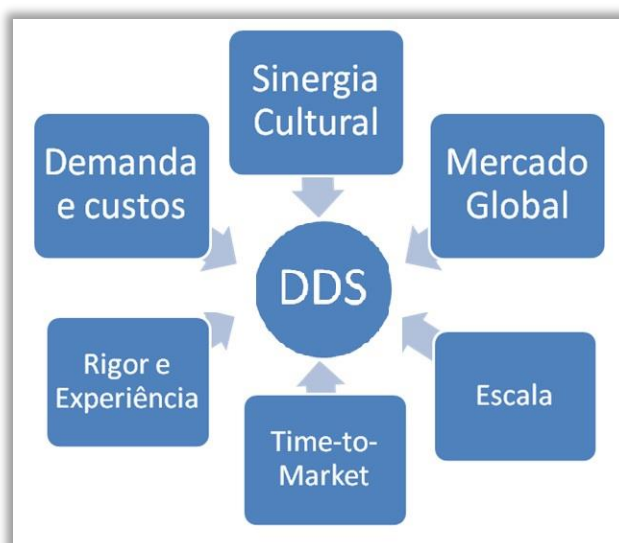 Sinergia
Cultural
Demanda
e custos
Mercado
Global
DDS
Rigor e
Experiência
Escala
Time-to-
Market